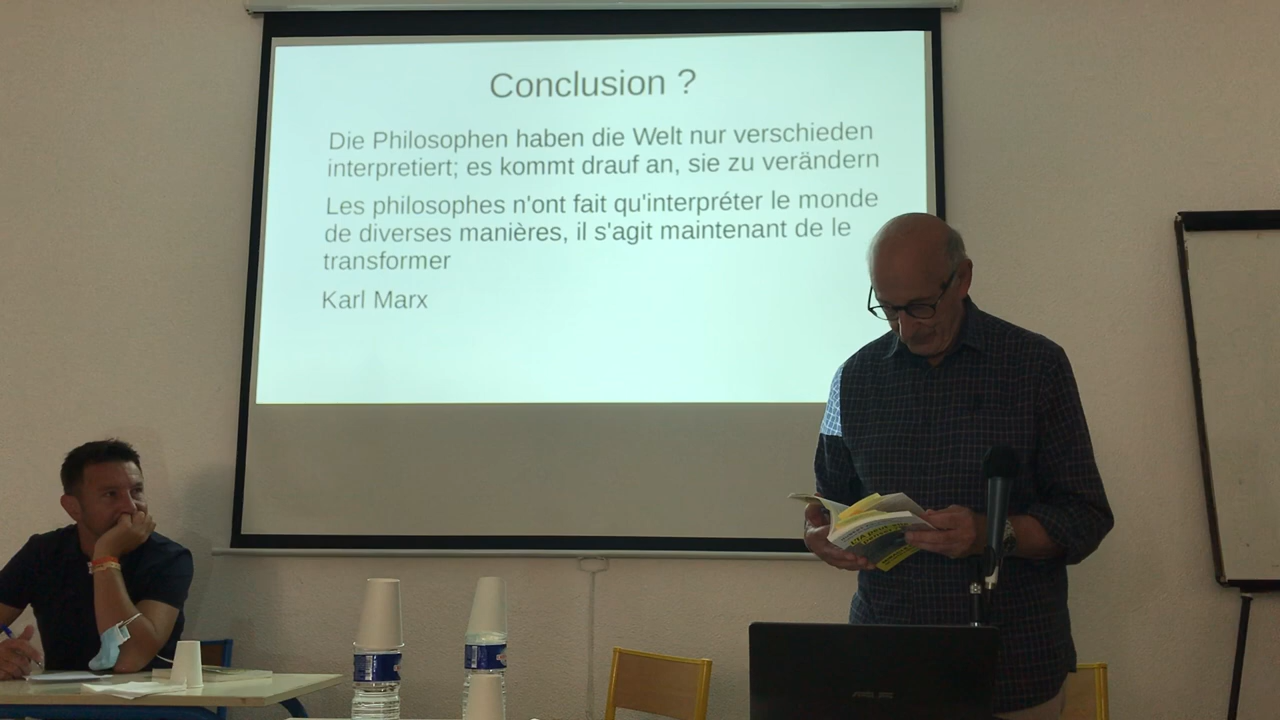 Conclusion ?
Die Philosophen haben die Welt nur verschieden
interpretiert; es kommt drauf an, sie zu verändern
Les philosophes n'ont fait qu'interpréter le monde
de diverses manières, il s'agit maintenant de le
transformer
Karl Marx